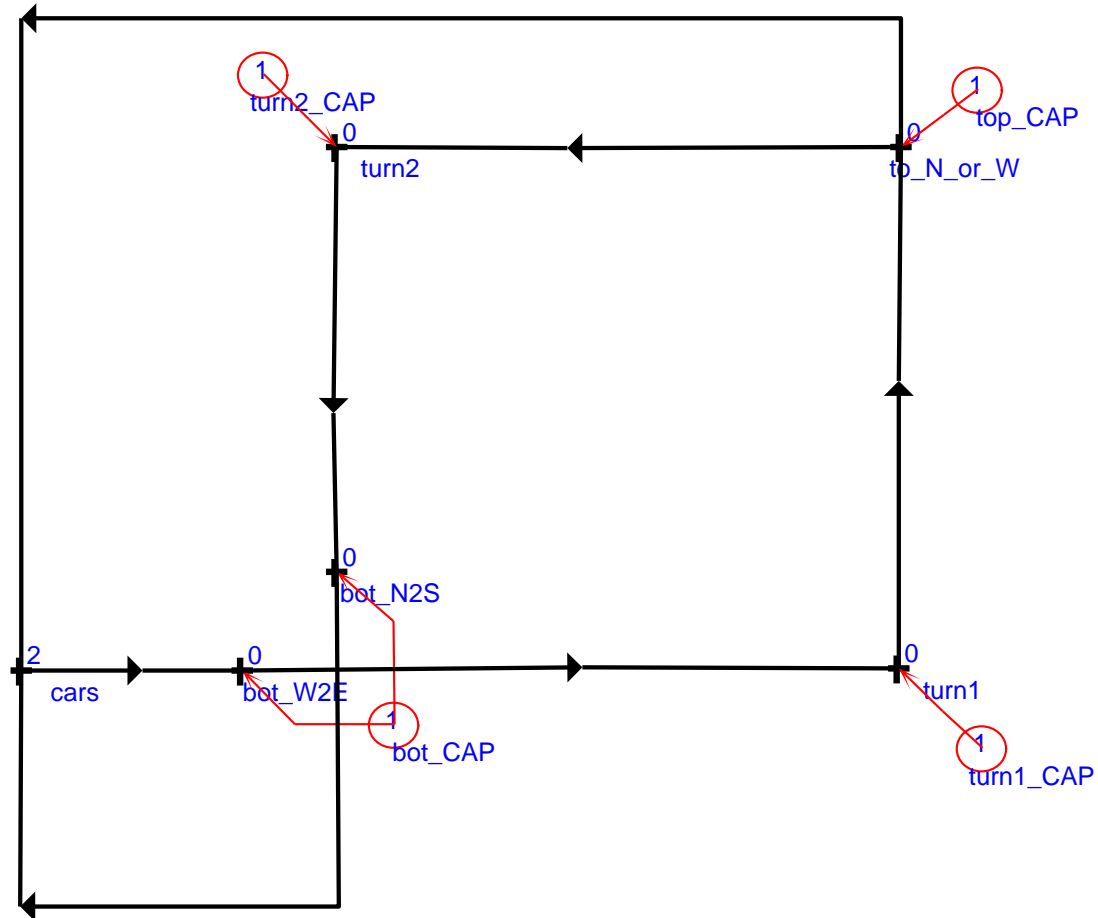 1
turn2_CAP
1
top_CAP
0
turn2
0
to_N_or_W
0
bot_N2S
2
cars
0
bot_W2E
0
turn1
1
bot_CAP
1
turn1_CAP